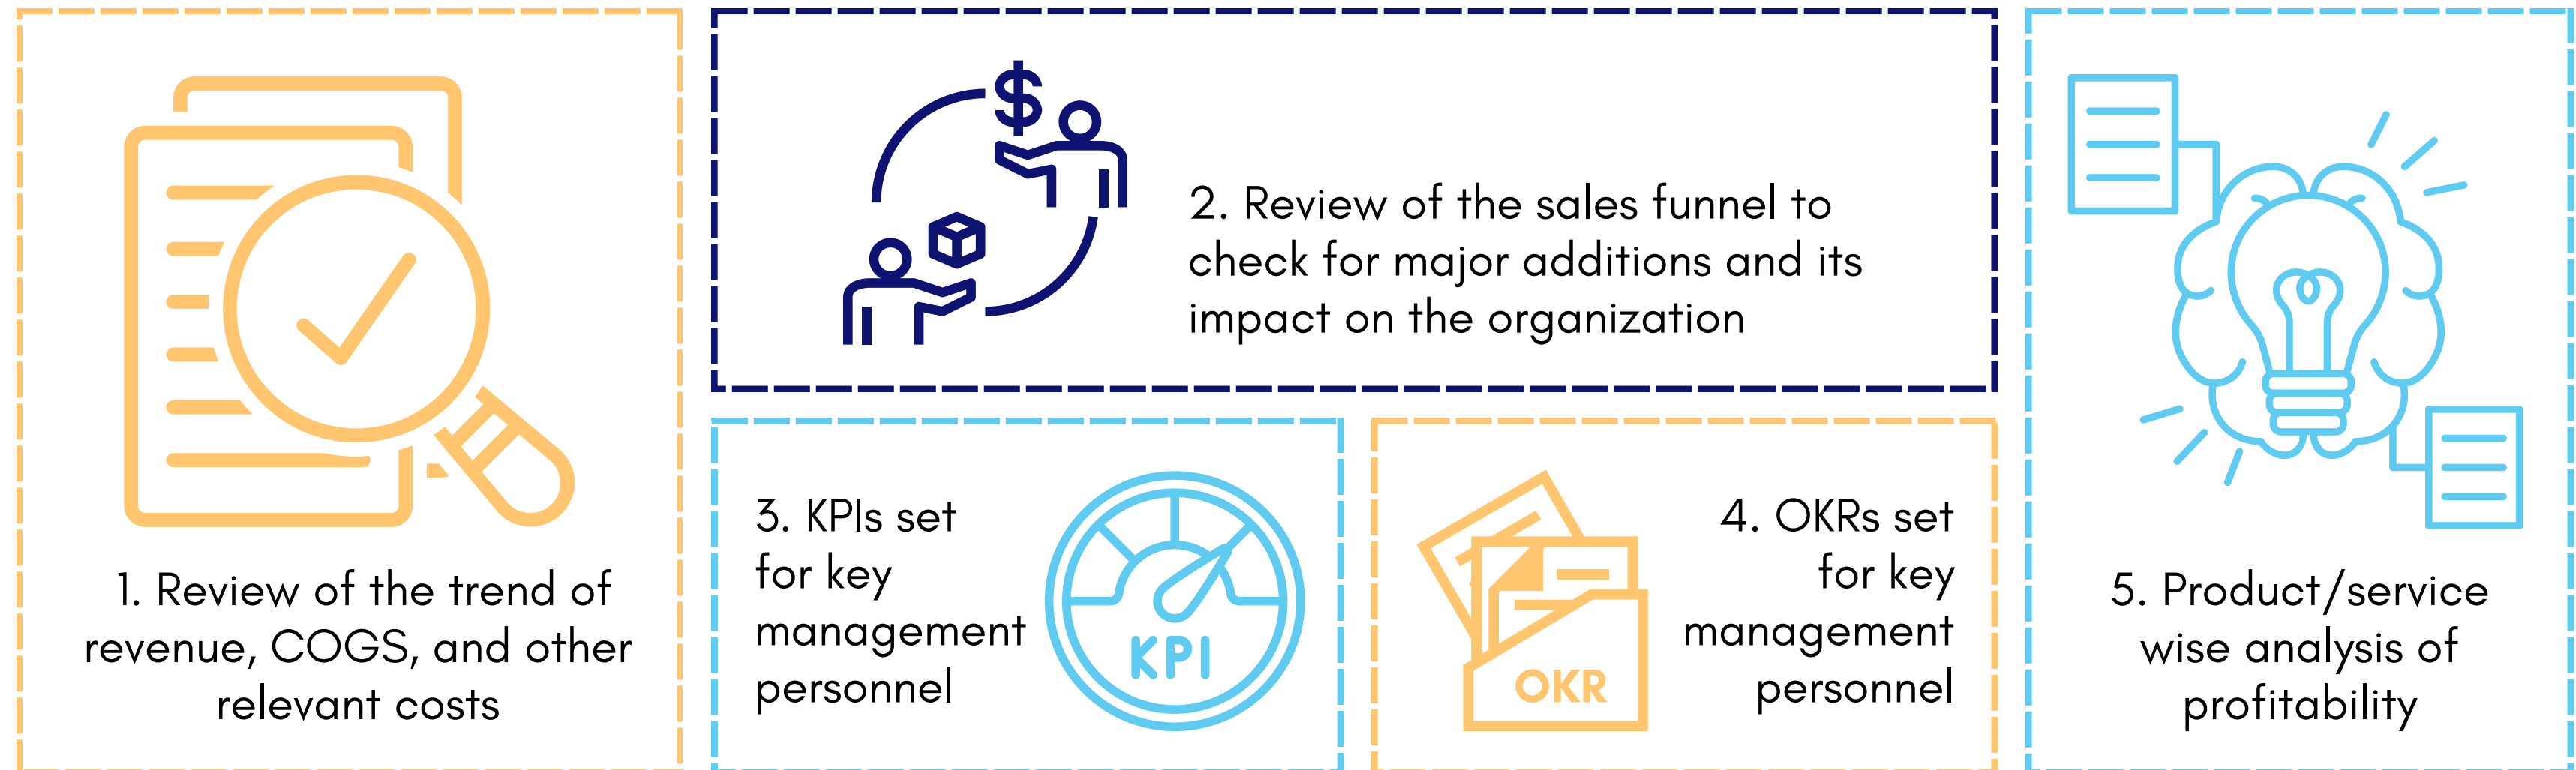 1. Review of the trend of
revenue, COGS, and other
relevant costs
$
2. Review of the sales funnel to
check for major additions and its
impact on the organization
3. KPIs set
for key
management
personnel
KPI
OKR
4. OKRs set
for key
management
personnel
5. Product/service
wise analysis of
profitability